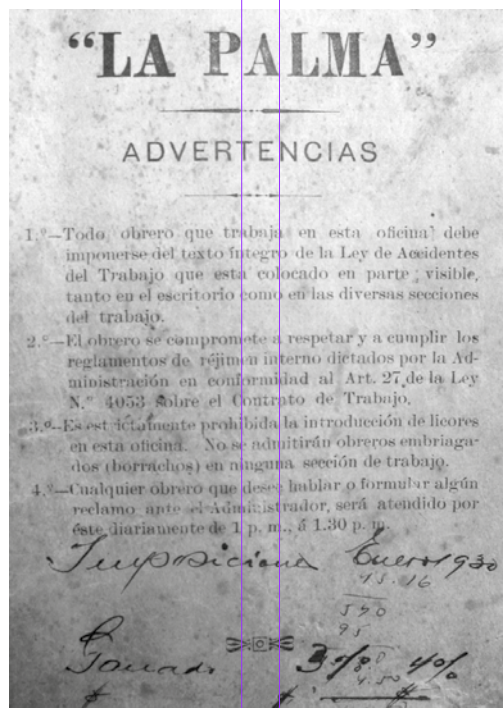 “LA PALMA”
ADVERTENCIAS
1.º—Todo obrero que trabaja en esta oficina debe
imponerse del texto íntegro de la Ley de Accidentes
del Trabajo que está colocado en parte visible,
tanto en el escritorio como en las diversas secciones
del trabajo.
2.º—El obrero se compromete a respetar y a cumplir los
reglamentos de réjimen interno dictados por la Ad-
ministración en conformidad al Art. 27 de la Ley
N.º 4053 sobre el Contrato de Trabajo.
3.º—Es estrictamente prohibida la introducción de licores
en esta oficina. No se admitirán obreros embriaga-
dos (borrachos) en ninguna sección de trabajo.
4.º—Cualquier obrero que desee hablar o formular algún
reclamo ante el Administrador, será atendido por
éste diariamente de 1 p. m., á 1.30 p. m.
Enero 1930
15.16
95